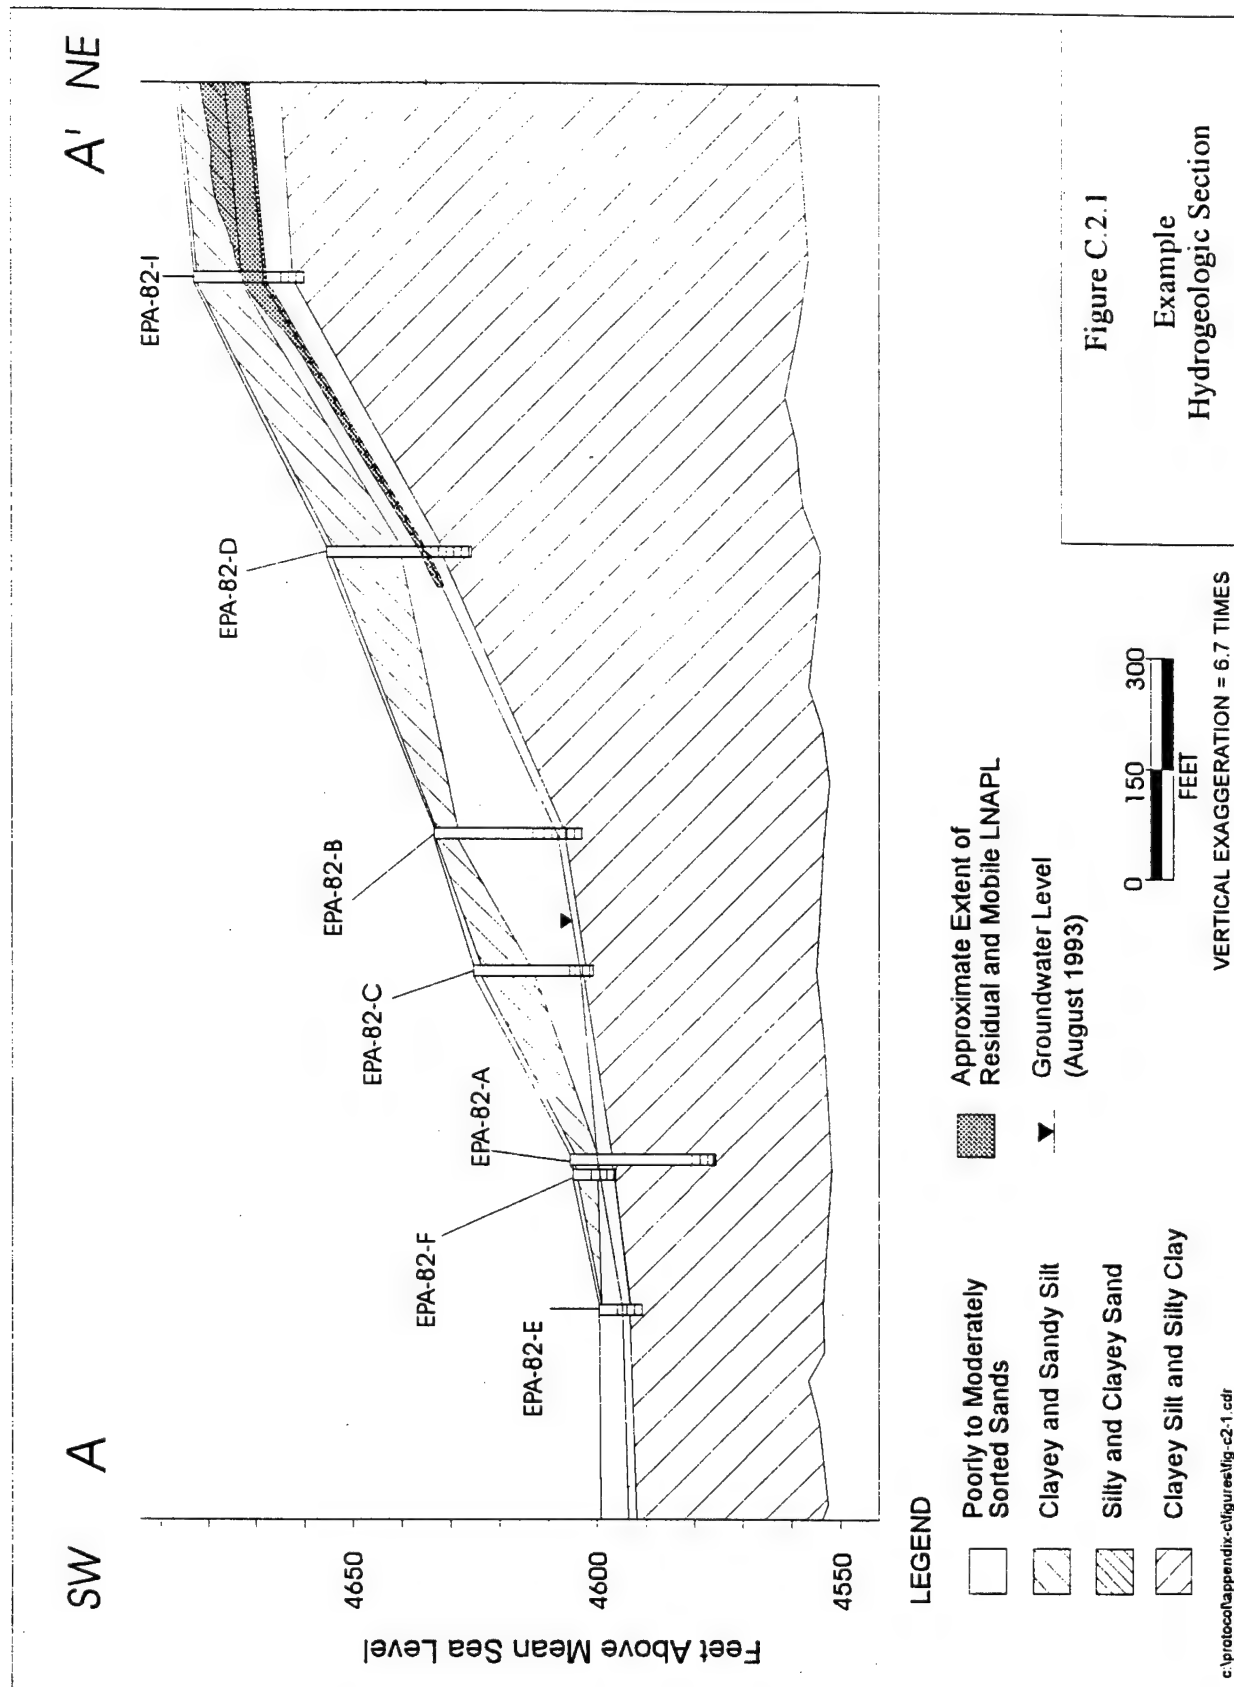 SW A
A' NE
EPA-82-I
EPA-82-D
EPA-82-B
EPA-82-C
EPA-82-A
EPA-82-F
EPA-82-E
Feet Above Mean Sea Level
4650
4600
4550
LEGEND
Poorly to Moderately
Sorted Sands
Clayey and Sandy Silt
Silty and Clayey Sand
Clayey Silt and Silty Clay
Approximate Extent of
Residual and Mobile LNAPL
Groundwater Level
(August 1993)
0 150 300
FEET
VERTICAL EXAGGERATION = 6.7 TIMES
Figure C.2.1
Example
Hydrogeologic Section
c:\protocol\appendix-c\figures\fig-c2-1.cdr